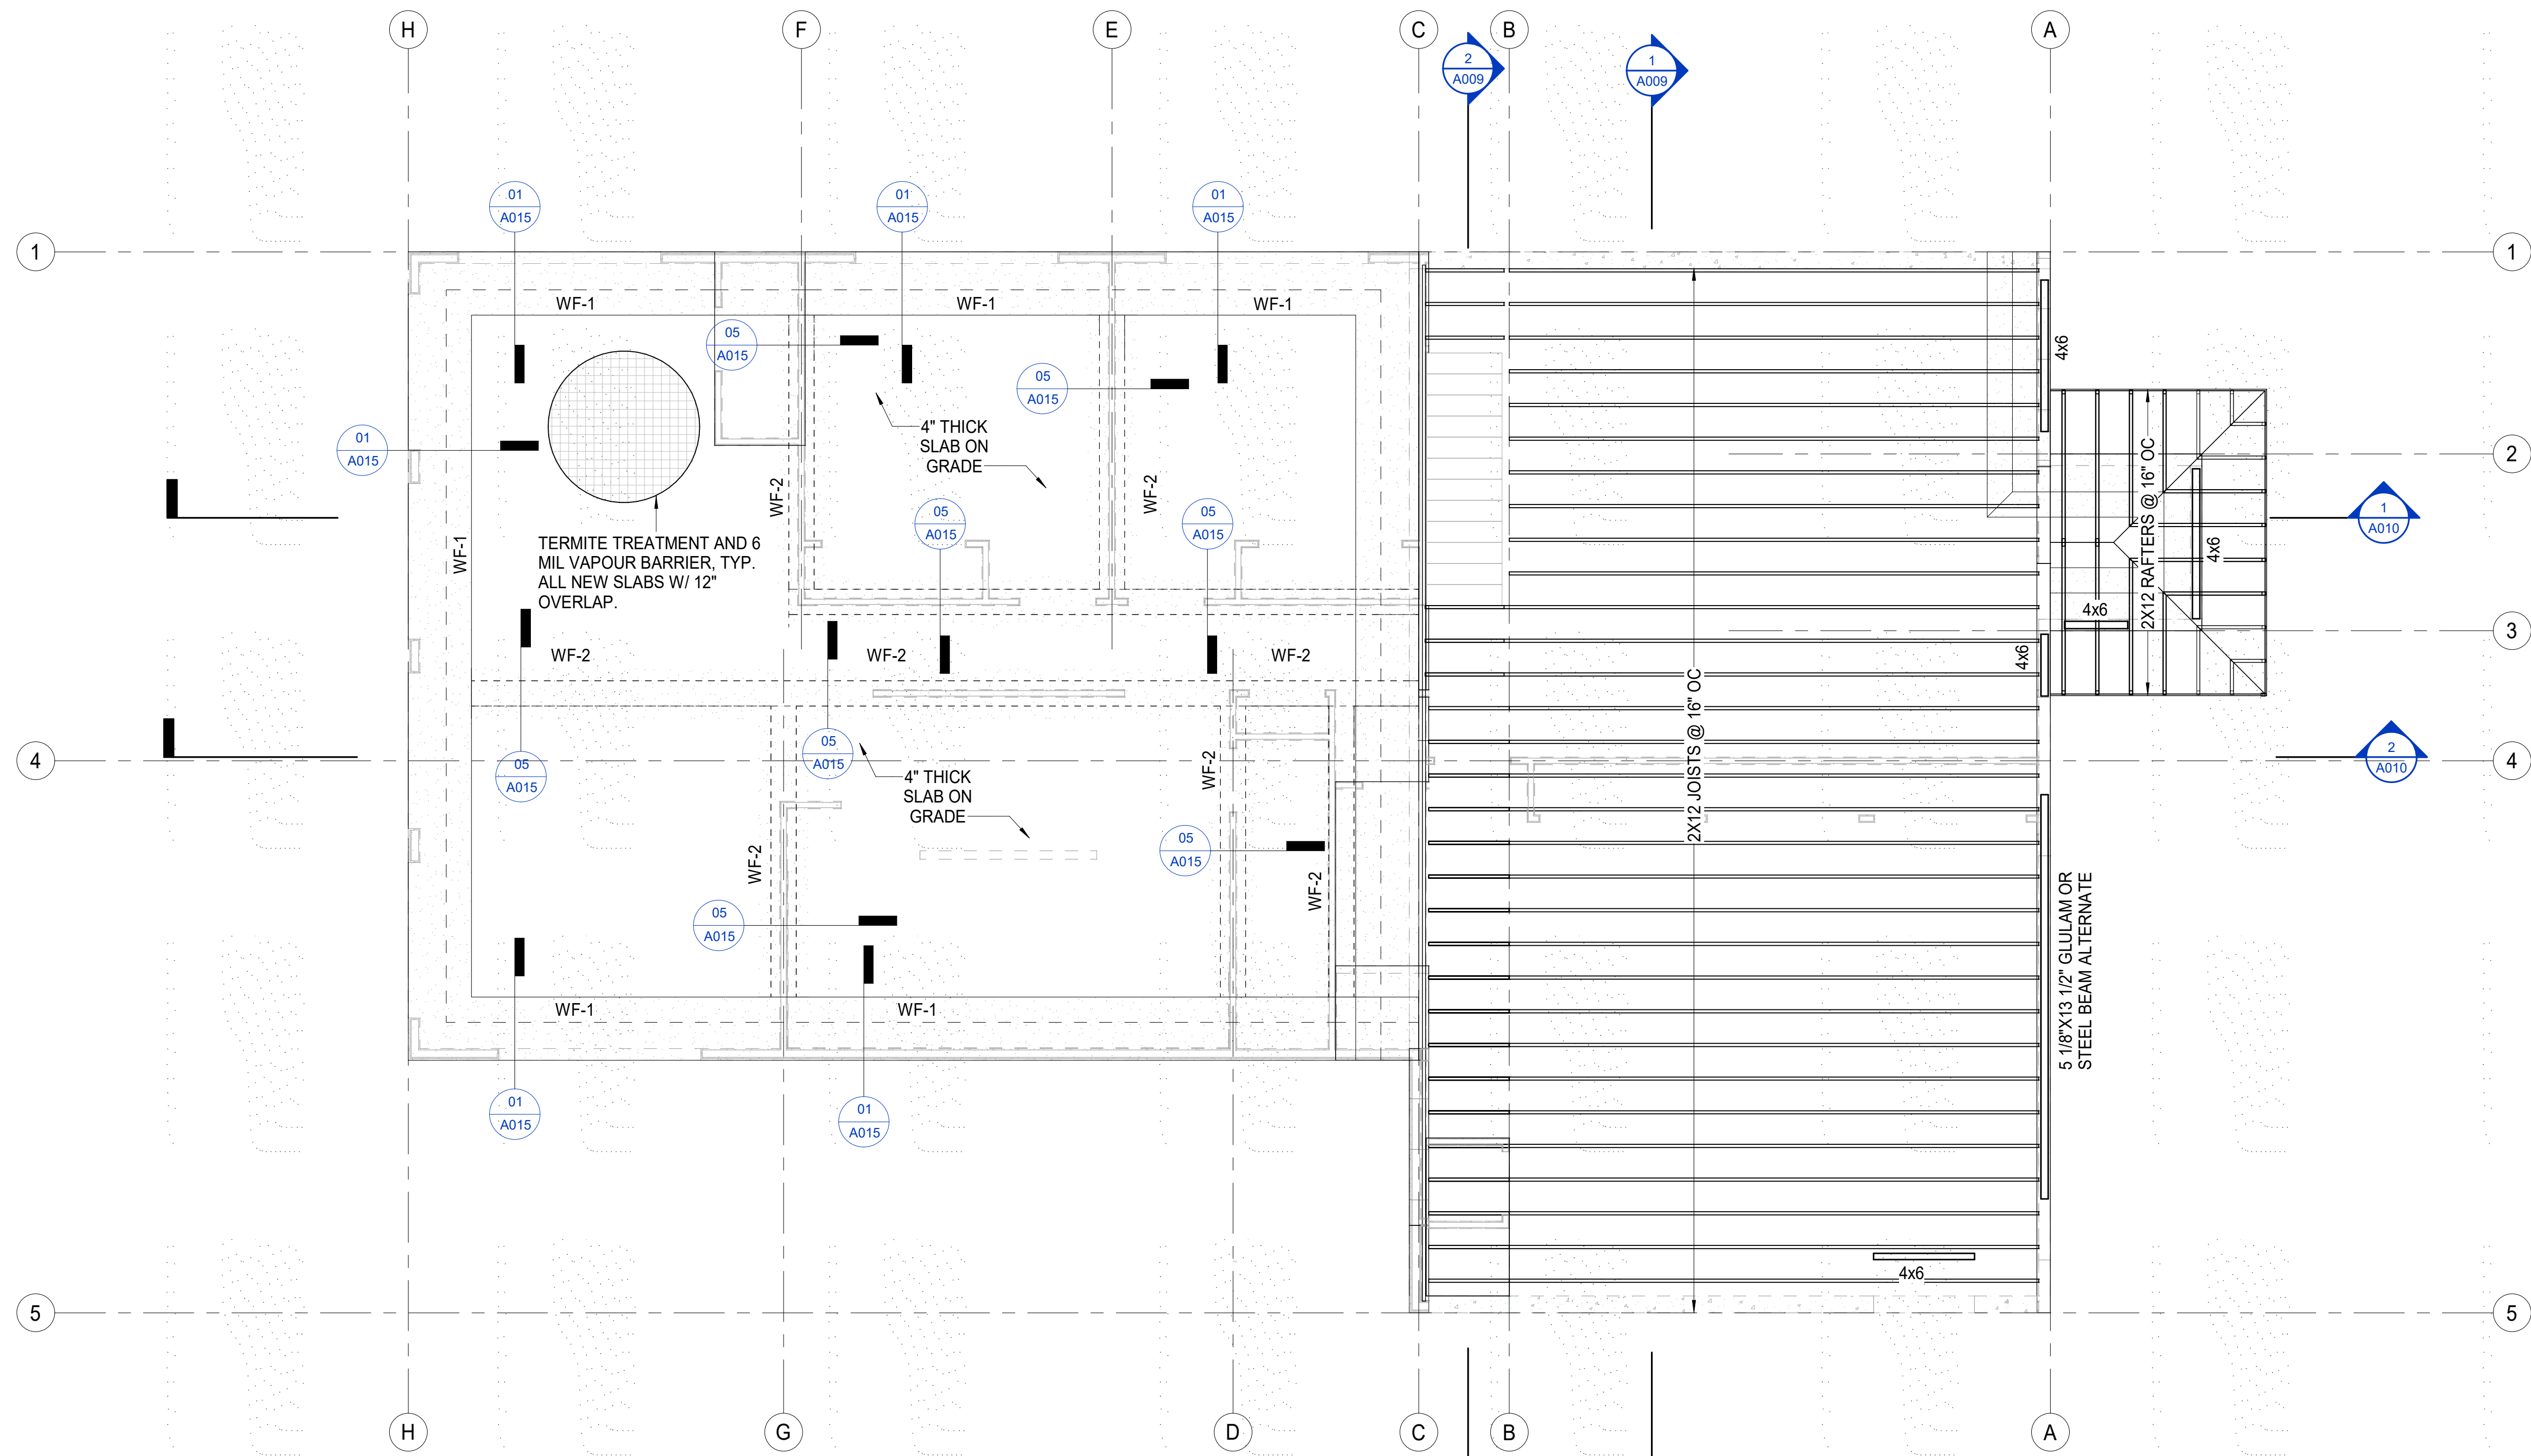 H
F
E
C
B
A
2
A009
1
A009
01
A015
01
A015
01
A015
1
1
WF-1
WF-1
WF-1
05
A015
05
A015
4x6
4" THICK
SLAB ON
GRADE
01
A015
2
WF-2
WF-2
2X12 RAFTERS @ 16" OC
05
A015
05
A015
1
A010
WF-1
TERMITE TREATMENT AND 6
MIL VAPOUR BARRIER, TYP.
ALL NEW SLABS W/ 12"
OVERLAP.
4x6
4x6
3
WF-2
WF-2
WF-2
4x6
2X12 JOISTS @ 16" OC
05
A015
05
A015
4
4
2
A010
4" THICK
SLAB ON
GRADE
WF-2
05
A015
WF-2
WF-2
05
A015
5 1/8"X13 1/2" GLULAM OR
STEEL BEAM ALTERNATE
WF-1
WF-1
01
A015
01
A015
4x6
5
5
H
G
D
C
B
A